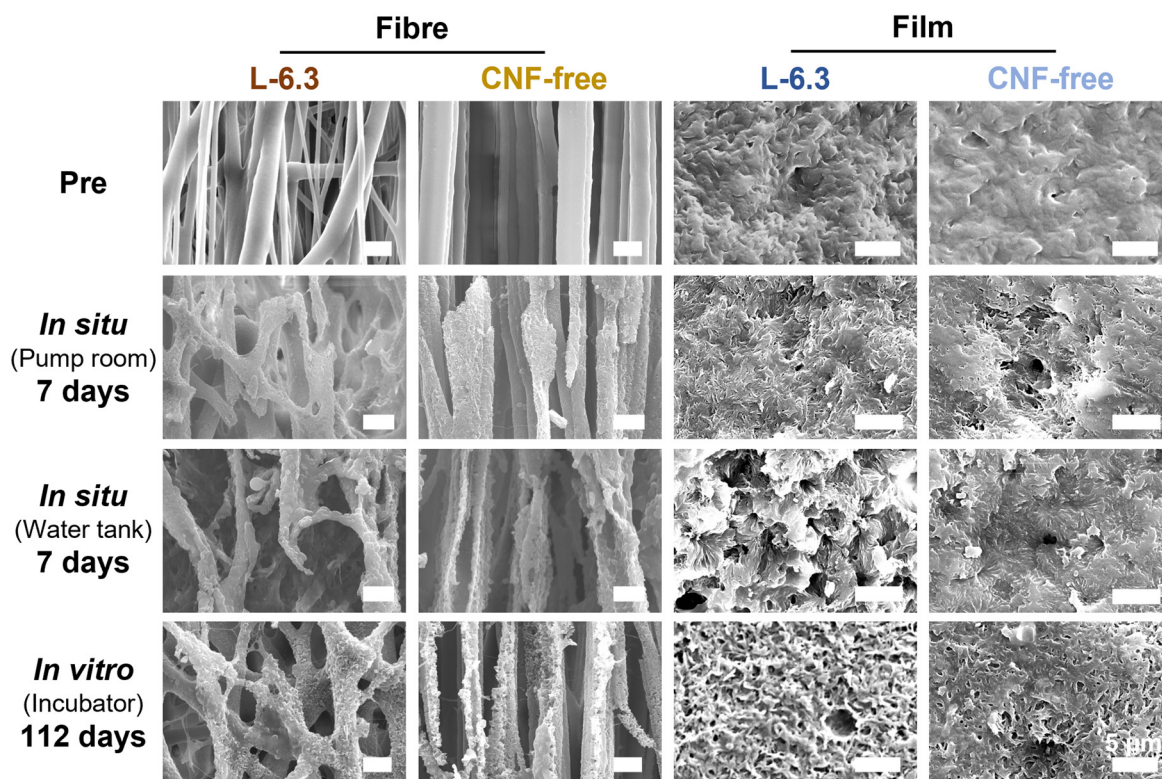 Fibre
Film
L-6.3
CNF-free
L-6.3
CNF-free
Pre
In situ
(Pump room)
7 days
In situ
(Water tank)
7 days
In vitro
(Incubator)
112 days
5 μm